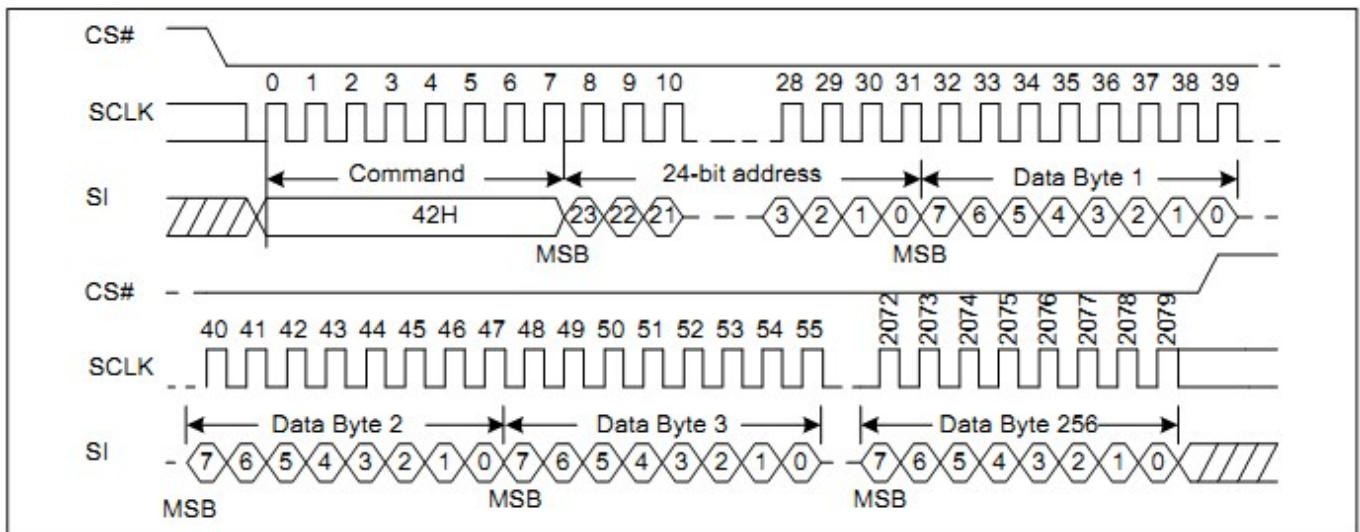 CS#
0 1 2 3 4 5 6 7 8 9 10 28 29 30 31 32 33 34 35 36 37 38 39
SCLK
Command 24-bit address Data Byte 1
SI
42H 23 22 21 3 2 1 0 7 6 5 4 3 2 1 0
MSB MSB
CS#
40 41 42 43 44 45 46 47 48 49 50 51 52 53 54 55 2072 2073 2074 2075 2076 2077 2078 2079
SCLK
Data Byte 2 Data Byte 3 Data Byte 256
SI
7 6 5 4 3 2 1 0 7 6 5 4 3 2 1 0 7 6 5 4 3 2 1 0
MSB MSB MSB